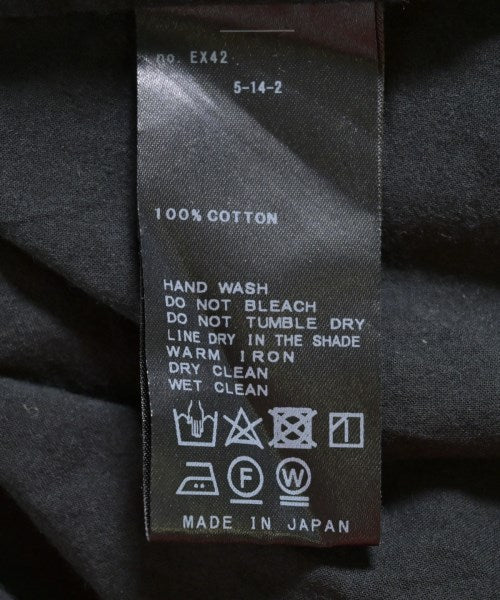 no. EX42
5-14-2
100% COTTON
HAND WASH
DO NOT BLEACH
DO NOT TUMBLE DRY
LINE DRY IN THE SHADE
WARM IRON
DRY CLEAN
WET CLEAN
F W
MADE IN JAPAN